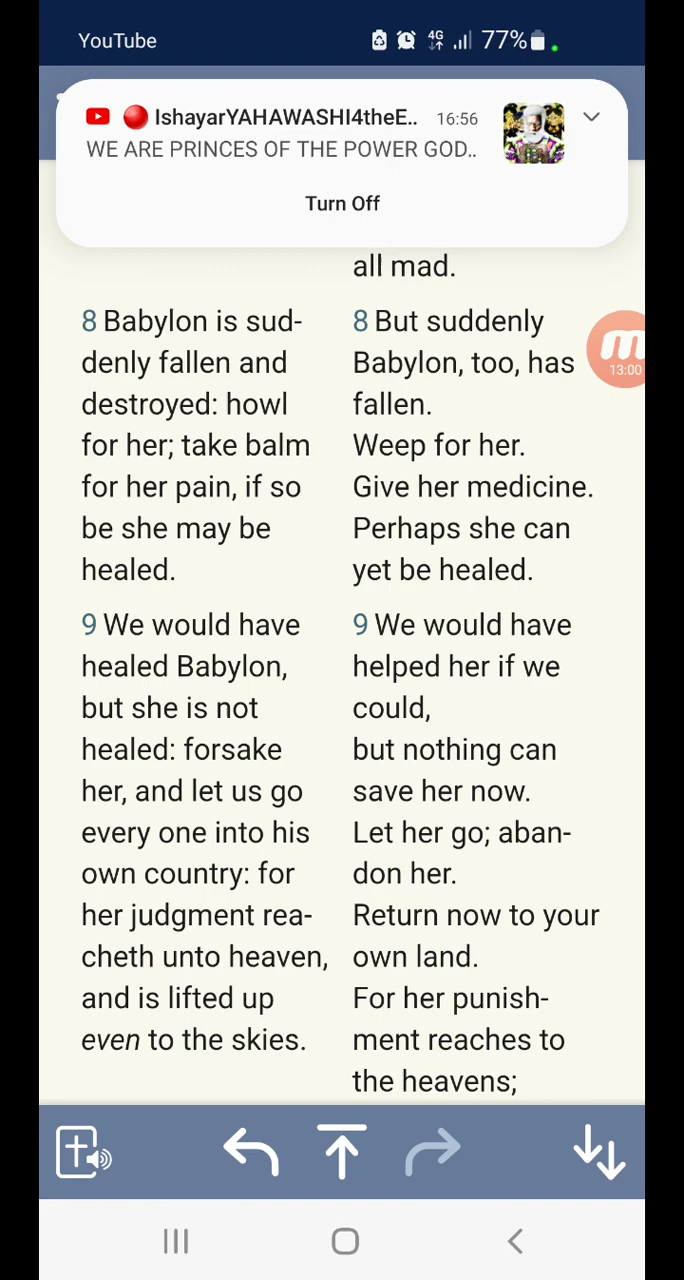 YouTube
4G
77%
IshayarYAHAWASHI4theE..
16:56
WE ARE PRINCES OF THE POWER GOD..
Turn Off
8 Babylon is sud-
denly fallen and
destroyed: howl
for her; take balm
for her pain, if so
be she may be
healed.
9 We would have
healed Babylon,
but she is not
healed: forsake
her, and let us go
every one into his
own country: for
her judgment rea-
cheth unto heaven,
and is lifted up
even to the skies.
all mad.
8 But suddenly
Babylon, too, has
fallen.
Weep for her.
Give her medicine.
Perhaps she can
yet be healed.
9 We would have
helped her if we
could,
but nothing can
save her now.
Let her go; aban-
don her.
Return now to your
own land.
For her punish-
ment reaches to
the heavens;
13:00